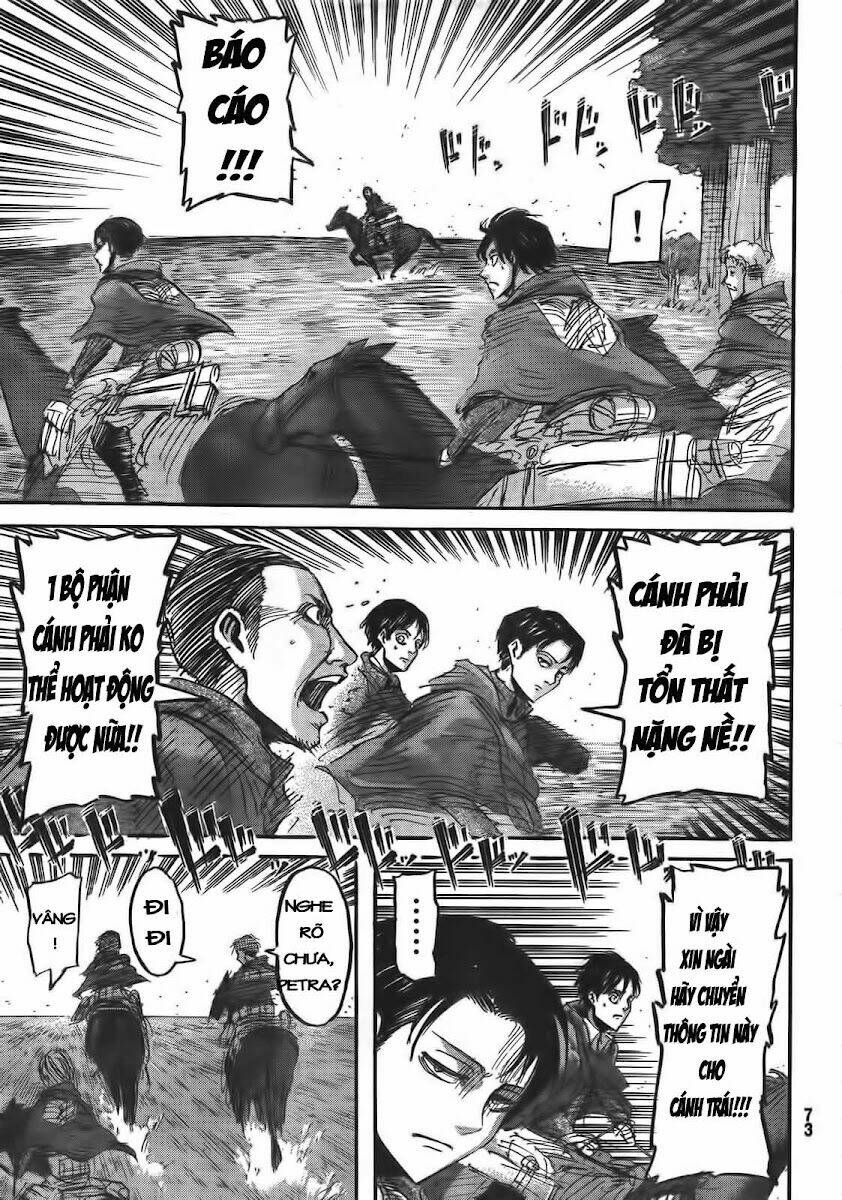 BÁO
CÁO
!!!
!
CÁNH PHẢI
ĐÃ BỊ
TỔN THẤT
NẶNG NỀ!!
1 BỘ PHẬN
CÁNH PHẢI KO
THỂ HOẠT ĐỘNG
ĐƯỢC NỮA!!
VÌ VẬY
XIN NGÀI
HÃY CHUYỂN
THÔNG TIN NÀY
CHO
CÁNH TRÁI!!!
......
NGHE
RÕ
CHƯA,
PETRA?
ĐI
ĐI
VÂNG
!
73